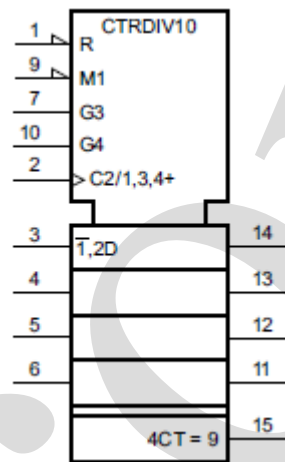 CTRDIV10
1 R
9 M1
7 G3
10 G4
2 C2/1,3,4+
3 1̅,2D 14
4 13
5 12
6 11
4CT = 9 15